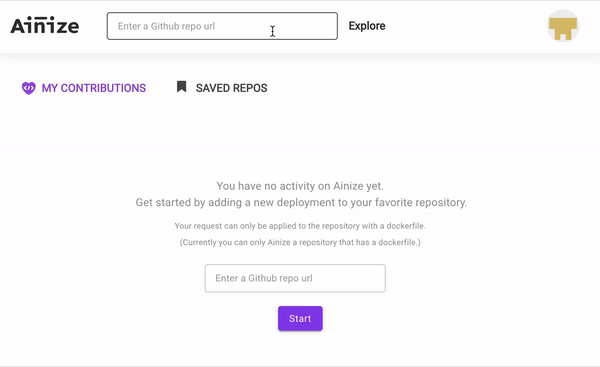 Ainize
Enter a Github repo url
Explore
MY CONTRIBUTIONS
SAVED REPOS
You have no activity on Ainize yet.
Get started by adding a new deployment to your favorite repository.
Your request can only be applied to the repository with a dockerfile.
(Currently you can only Ainize a repository that has a dockerfile.)
Enter a Github repo url
Start